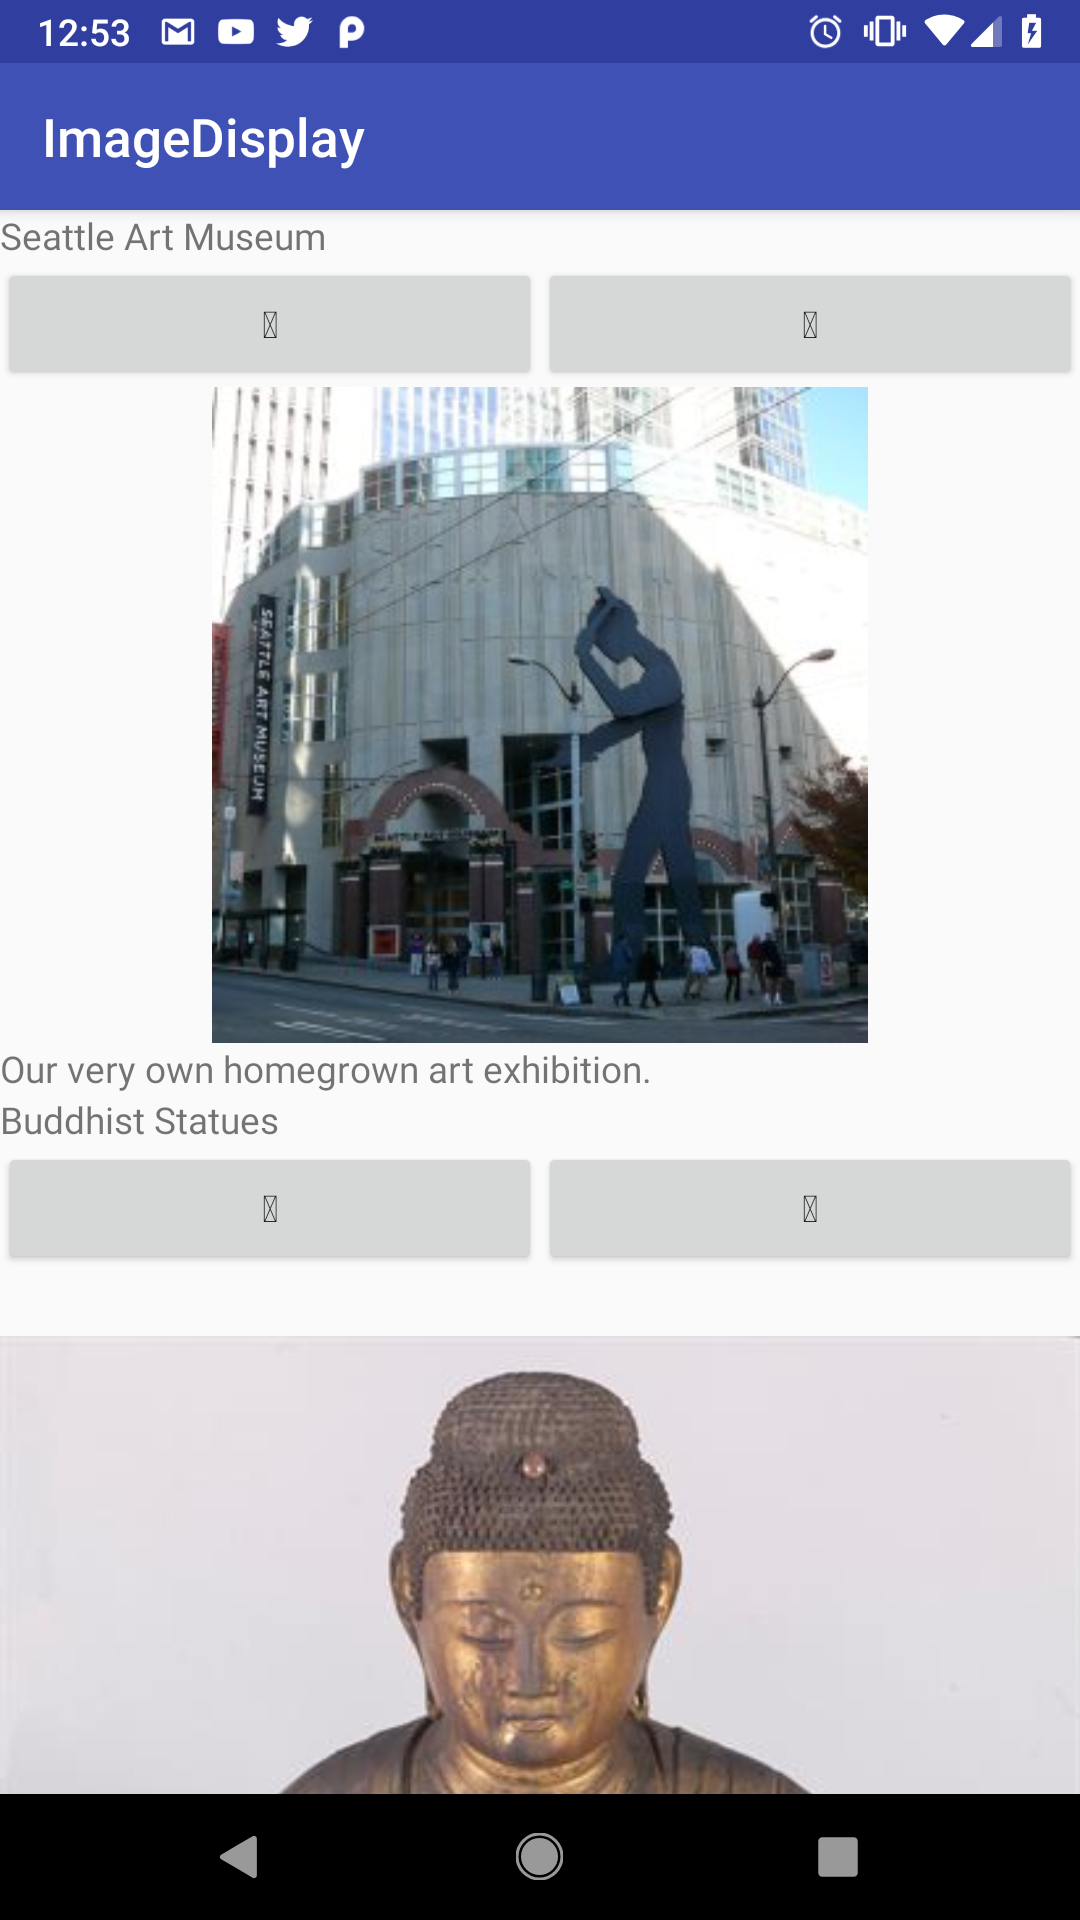 12:53
ImageDisplay
Seattle Art Museum
SEATTLE ART MUSEUM
Our very own homegrown art exhibition.
Buddhist Statues